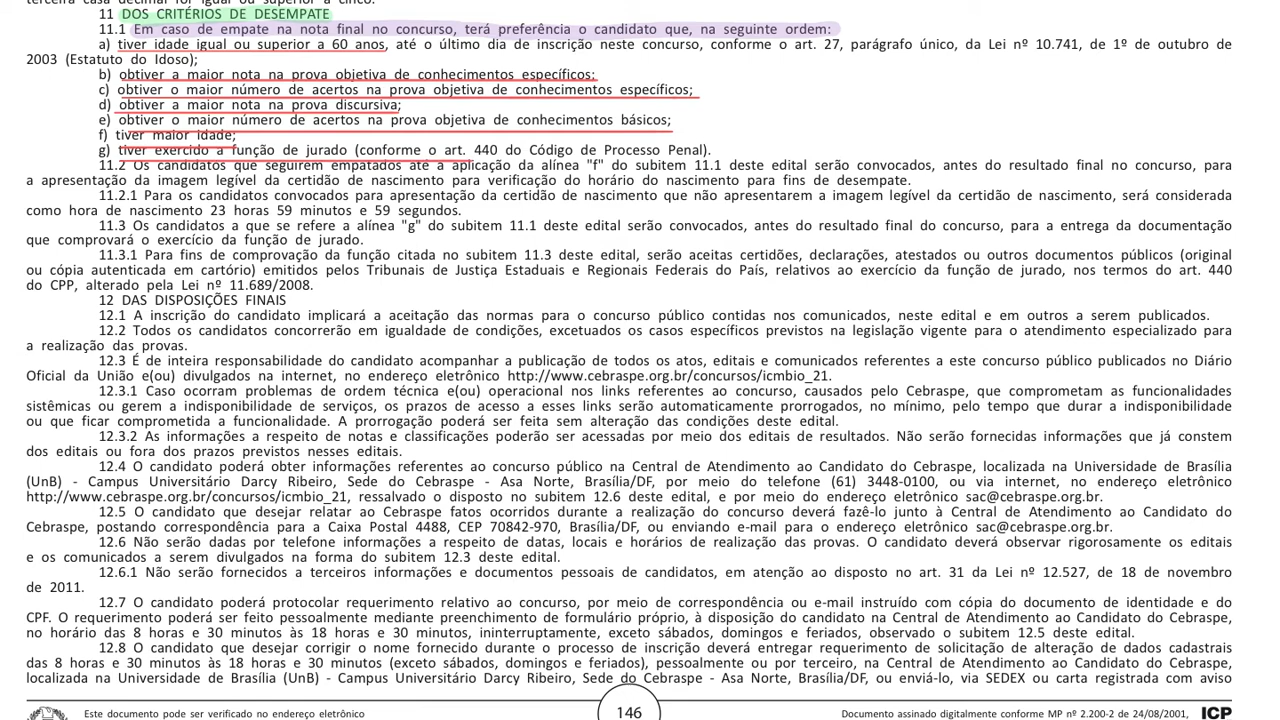 terceira casa decimal for igual ou superior a cinco.
11 DOS CRITÉRIOS DE DESEMPATE
11.1 Em caso de empate na nota final no concurso, terá preferência o candidato que, na seguinte ordem:
a) tiver idade igual ou superior a 60 anos, até o último dia de inscrição neste concurso, conforme o art. 27, parágrafo único, da Lei nº 10.741, de 1º de outubro de
2003 (Estatuto do Idoso);
b) obtiver a maior nota na prova objetiva de conhecimentos específicos;
c) obtiver o maior número de acertos na prova objetiva de conhecimentos específicos;
d) obtiver a maior nota na prova discursiva;
e) obtiver o maior número de acertos na prova objetiva de conhecimentos básicos;
f) tiver maior idade;
g) tiver exercido a função de jurado (conforme o art. 440 do Código de Processo Penal).
11.2 Os candidatos que seguirem empatados até a aplicação da alínea "f" do subitem 11.1 deste edital serão convocados, antes do resultado final no concurso, para
a apresentação da imagem legível da certidão de nascimento para verificação do horário do nascimento para fins de desempate.
11.2.1 Para os candidatos convocados para apresentação da certidão de nascimento que não apresentarem a imagem legível da certidão de nascimento, será considerada
como hora de nascimento 23 horas 59 minutos e 59 segundos.
11.3 Os candidatos a que se refere a alínea "g" do subitem 11.1 deste edital serão convocados, antes do resultado final do concurso, para a entrega da documentação
que comprovará o exercício da função de jurado.
11.3.1 Para fins de comprovação da função citada no subitem 11.3 deste edital, serão aceitas certidões, declarações, atestados ou outros documentos públicos (original
ou cópia autenticada em cartório) emitidos pelos Tribunais de Justiça Estaduais e Regionais Federais do País, relativos ao exercício da função de jurado, nos termos do art. 440
do CPP, alterado pela Lei nº 11.689/2008.
12 DAS DISPOSIÇÕES FINAIS
12.1 A inscrição do candidato implicará a aceitação das normas para o concurso público contidas nos comunicados, neste edital e em outros a serem publicados.
12.2 Todos os candidatos concorrerão em igualdade de condições, excetuados os casos específicos previstos na legislação vigente para o atendimento especializado para
a realização das provas.
12.3 É de inteira responsabilidade do candidato acompanhar a publicação de todos os atos, editais e comunicados referentes a este concurso público publicados no Diário
Oficial da União e(ou) divulgados na internet, no endereço eletrônico http://www.cebraspe.org.br/concursos/icmbio_21.
12.3.1 Caso ocorram problemas de ordem técnica e(ou) operacional nos links referentes ao concurso, causados pelo Cebraspe, que comprometam as funcionalidades
sistêmicas ou gerem a indisponibilidade de serviços, os prazos de acesso a esses links serão automaticamente prorrogados, no mínimo, pelo tempo que durar a indisponibilidade
ou que ficar comprometida a funcionalidade. A prorrogação poderá ser feita sem alteração das condições deste edital.
12.3.2 As informações a respeito de notas e classificações poderão ser acessadas por meio dos editais de resultados. Não serão fornecidas informações que já constem
dos editais ou fora dos prazos previstos nesses editais.
12.4 O candidato poderá obter informações referentes ao concurso público na Central de Atendimento ao Candidato do Cebraspe, localizada na Universidade de Brasília
(UnB) - Campus Universitário Darcy Ribeiro, Sede do Cebraspe - Asa Norte, Brasília/DF, por meio do telefone (61) 3448-0100, ou via internet, no endereço eletrônico
http://www.cebraspe.org.br/concursos/icmbio_21, ressalvado o disposto no subitem 12.6 deste edital, e por meio do endereço eletrônico sac@cebraspe.org.br.
12.5 O candidato que desejar relatar ao Cebraspe fatos ocorridos durante a realização do concurso deverá fazê-lo junto à Central de Atendimento ao Candidato do
Cebraspe, postando correspondência para a Caixa Postal 4488, CEP 70842-970, Brasília/DF, ou enviando e-mail para o endereço eletrônico sac@cebraspe.org.br.
12.6 Não serão dadas por telefone informações a respeito de datas, locais e horários de realização das provas. O candidato deverá observar rigorosamente os editais
e os comunicados a serem divulgados na forma do subitem 12.3 deste edital.
12.6.1 Não serão fornecidos a terceiros informações e documentos pessoais de candidatos, em atenção ao disposto no art. 31 da Lei nº 12.527, de 18 de novembro
de 2011.
12.7 O candidato poderá protocolar requerimento relativo ao concurso, por meio de correspondência ou e-mail instruído com cópia do documento de identidade e do
CPF. O requerimento poderá ser feito pessoalmente mediante preenchimento de formulário próprio, à disposição do candidato na Central de Atendimento ao Candidato do Cebraspe,
no horário das 8 horas e 30 minutos às 18 horas e 30 minutos, ininterruptamente, exceto sábados, domingos e feriados, observado o subitem 12.5 deste edital.
12.8 O candidato que desejar corrigir o nome fornecido durante o processo de inscrição deverá entregar requerimento de solicitação de alteração de dados cadastrais
das 8 horas e 30 minutos às 18 horas e 30 minutos (exceto sábados, domingos e feriados), pessoalmente ou por terceiro, na Central de Atendimento ao Candidato do Cebraspe,
localizada na Universidade de Brasília (UnB) - Campus Universitário Darcy Ribeiro, Sede do Cebraspe - Asa Norte, Brasília/DF, ou enviá-lo, via SEDEX ou carta registrada com aviso
Este documento pode ser verificado no endereço eletrônico
146
Documento assinado digitalmente conforme MP nº 2.200-2 de 24/08/2001,
ICP